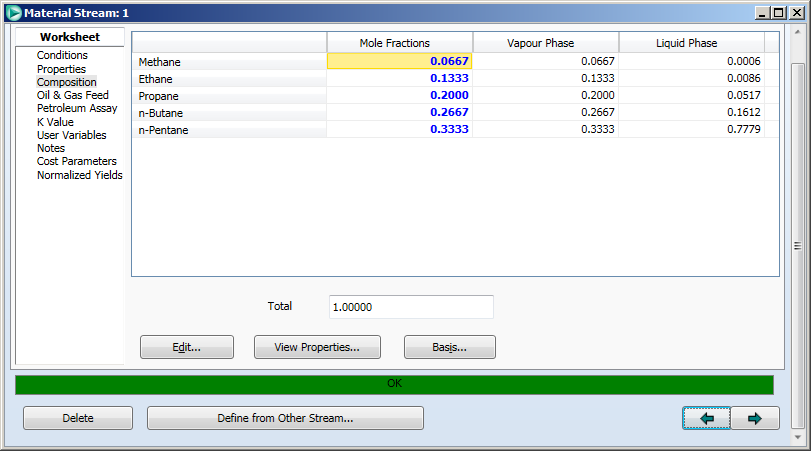 Material Stream: 1
Worksheet
Conditions
Properties
Composition
Oil & Gas Feed
Petroleum Assay
K Value
User Variables
Notes
Cost Parameters
Normalized Yields
Mole Fractions Vapour Phase Liquid Phase
Methane 0.0667 0.0667 0.0006
Ethane 0.1333 0.1333 0.0086
Propane 0.2000 0.2000 0.0517
n-Butane 0.2667 0.2667 0.1612
n-Pentane 0.3333 0.3333 0.7779
Total 1.00000
Edit... View Properties... Basis...
OK
Delete Define from Other Stream...